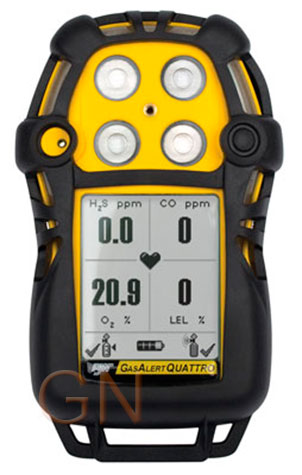 H₂S ppm CO ppm
0.0 0
20.9 0
O₂ % LEL %
GASALERTQUATTRO
GN